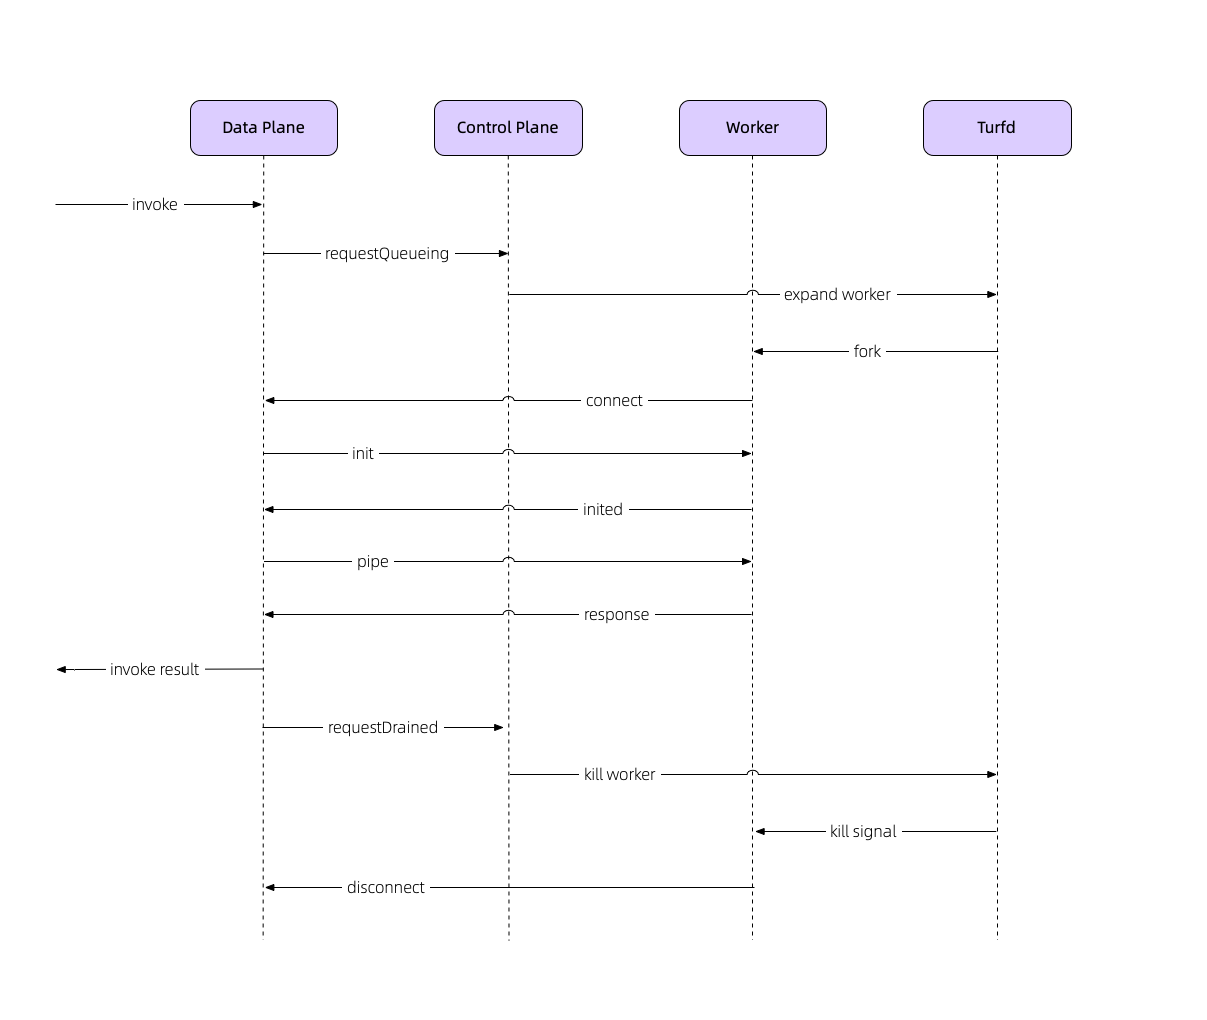 Data Plane
Control Plane
Worker
Turfd
invoke
requestQueueing
expand worker
fork
connect
init
inited
pipe
response
invoke result
requestDrained
kill worker
kill signal
disconnect